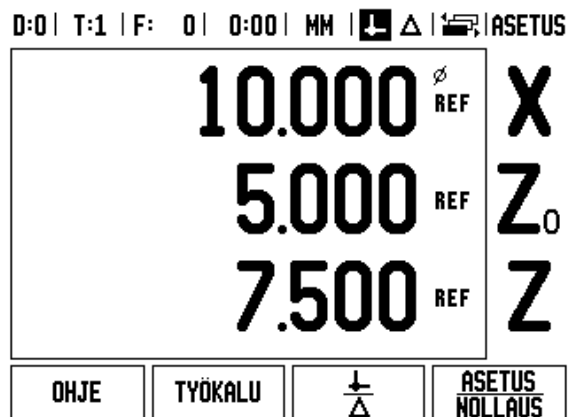 D:0 | T:1 | F: 0 | 0:00 | MM | Δ | ASETUS
10.000 ⌀ REF X
5.000 REF Z₀
7.500 REF Z
OHJE TYÖKALU Δ ASETUS
NOLLAUS